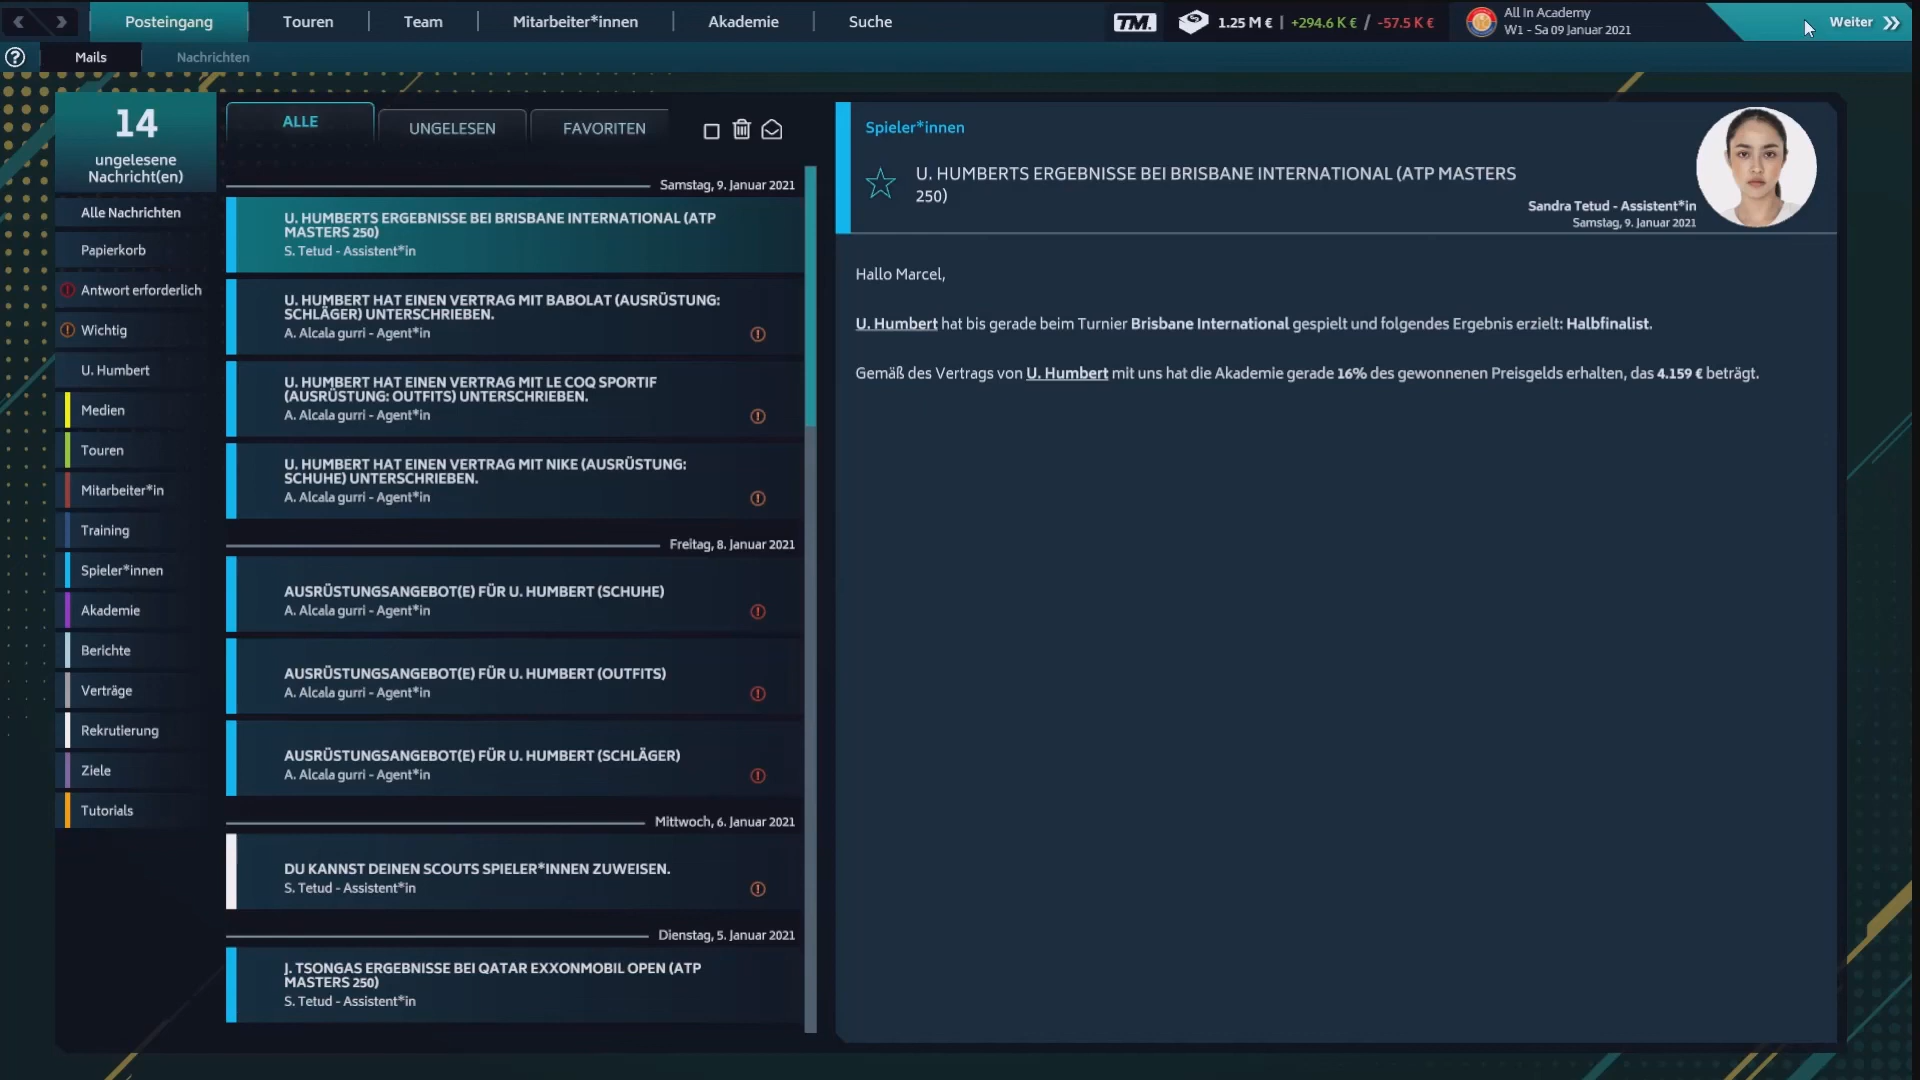 Posteingang
Touren
Team
Mitarbeiter*innen
Akademie
Suche
TM.
1.25 M € | +294.6 K € / -57.5 K €
All In Academy
W1 - Sa 09 Januar 2021
Weiter
?
Mails
Nachrichten
14
ungelesene
Nachricht(en)
Alle Nachrichten
Papierkorb
Antwort erforderlich
Wichtig
U. Humbert
Medien
Touren
Mitarbeiter*in
Training
Spieler*innen
Akademie
Berichte
Verträge
Rekrutierung
Ziele
Tutorials
ALLE
UNGELESEN
FAVORITEN
Samstag, 9. Januar 2021
U. HUMBERTS ERGEBNISSE BEI BRISBANE INTERNATIONAL (ATP
MASTERS 250)
S. Tetud - Assistent*in
U. HUMBERT HAT EINEN VERTRAG MIT BABOLAT (AUSRÜSTUNG:
SCHLÄGER) UNTERSCHRIEBEN.
A. Alcala gurri - Agent*in
U. HUMBERT HAT EINEN VERTRAG MIT LE COQ SPORTIF
(AUSRÜSTUNG: OUTFITS) UNTERSCHRIEBEN.
A. Alcala gurri - Agent*in
U. HUMBERT HAT EINEN VERTRAG MIT NIKE (AUSRÜSTUNG:
SCHUHE) UNTERSCHRIEBEN.
A. Alcala gurri - Agent*in
Freitag, 8. Januar 2021
AUSRÜSTUNGSANGEBOT(E) FÜR U. HUMBERT (SCHUHE)
A. Alcala gurri - Agent*in
AUSRÜSTUNGSANGEBOT(E) FÜR U. HUMBERT (OUTFITS)
A. Alcala gurri - Agent*in
AUSRÜSTUNGSANGEBOT(E) FÜR U. HUMBERT (SCHLÄGER)
A. Alcala gurri - Agent*in
Mittwoch, 6. Januar 2021
DU KANNST DEINEN SCOUTS SPIELER*INNEN ZUWEISEN.
S. Tetud - Assistent*in
Dienstag, 5. Januar 2021
J. TSONGAS ERGEBNISSE BEI QATAR EXXONMOBIL OPEN (ATP
MASTERS 250)
S. Tetud - Assistent*in
Spieler*innen
U. HUMBERTS ERGEBNISSE BEI BRISBANE INTERNATIONAL (ATP MASTERS
250)
Sandra Tetud - Assistent*in
Samstag, 9. Januar 2021
Hallo Marcel,
U. Humbert hat bis gerade beim Turnier Brisbane International gespielt und folgendes Ergebnis erzielt: Halbfinalist.
Gemäß des Vertrags von U. Humbert mit uns hat die Akademie gerade 16% des gewonnenen Preisgelds erhalten, das 4.159 € beträgt.